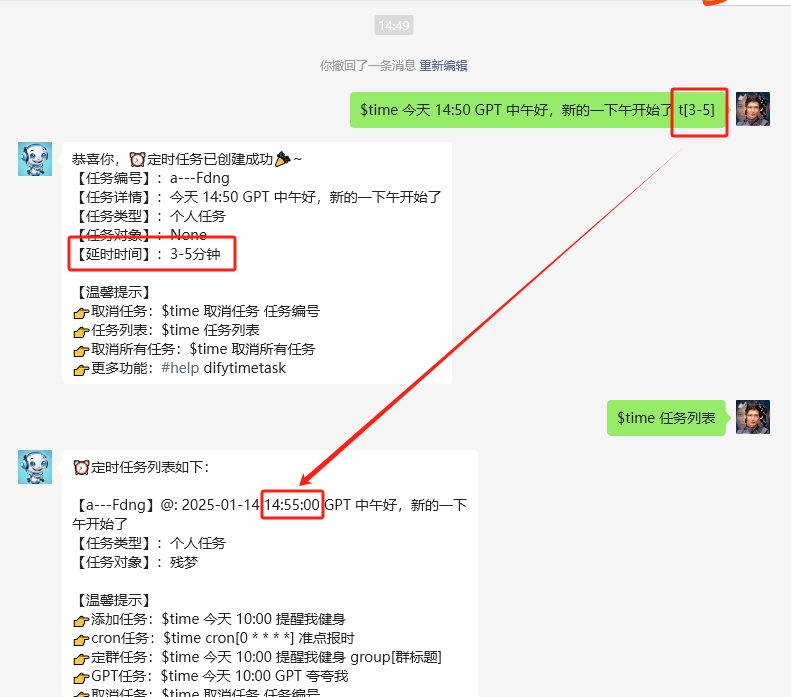 14:49
你撤回了一条消息 重新编辑
$time 今天 14:50 GPT 中午好，新的一下午开始了 t[3-5]
恭喜你，⏰定时任务已创建成功🎉~
【任务编号】：a---Fdng
【任务详情】：今天 14:50 GPT 中午好，新的一下午开始了
【任务类型】：个人任务
【任务对象】：None
【延时时间】：3-5分钟
【温馨提示】
👉取消任务：$time 取消任务 任务编号
👉任务列表：$time 任务列表
👉取消所有任务：$time 取消所有任务
👉更多功能：#help difytimetask
$time 任务列表
⏰定时任务列表如下：
【a---Fdng】@: 2025-01-14 14:55:00 GPT 中午好，新的一下
午开始了
【任务类型】：个人任务
【任务对象】：残梦
【温馨提示】
👉添加任务：$time 今天 10:00 提醒我健身
👉cron任务：$time cron[0 * * * *] 准点报时
👉定群任务：$time 今天 10:00 提醒我健身 group[群标题]
👉GPT任务：$time 今天 10:00 GPT 夸夸我
👉取消任务：$time 取消任务 任务编号